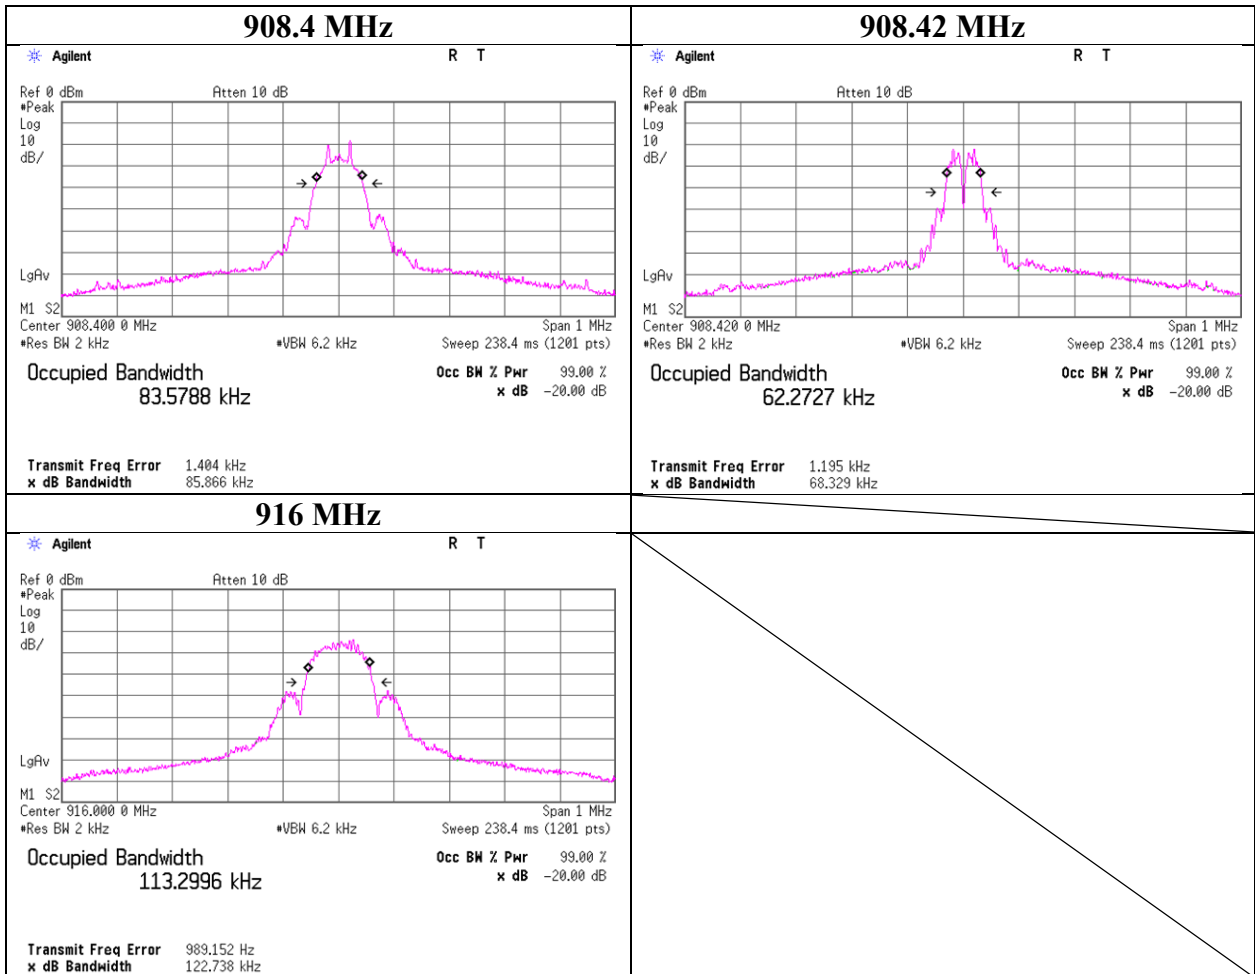 908.4 MHz
Agilent R T
Ref 0 dBm Atten 10 dB
#Peak
Log
10
dB/
LgAv
M1 S2
Center 908.400 0 MHz Span 1 MHz
#Res BW 2 kHz #VBW 6.2 kHz Sweep 238.4 ms (1201 pts)
Occupied Bandwidth Occ BW % Pwr 99.00 %
83.5788 kHz x dB -20.00 dB
Transmit Freq Error 1.404 kHz
x dB Bandwidth 85.866 kHz
908.42 MHz
Agilent R T
Ref 0 dBm Atten 10 dB
#Peak
Log
10
dB/
LgAv
M1 S2
Center 908.420 0 MHz Span 1 MHz
#Res BW 2 kHz #VBW 6.2 kHz Sweep 238.4 ms (1201 pts)
Occupied Bandwidth Occ BW % Pwr 99.00 %
62.2727 kHz x dB -20.00 dB
Transmit Freq Error 1.195 kHz
x dB Bandwidth 68.329 kHz
916 MHz
Agilent R T
Ref 0 dBm Atten 10 dB
#Peak
Log
10
dB/
LgAv
M1 S2
Center 916.000 0 MHz Span 1 MHz
#Res BW 2 kHz #VBW 6.2 kHz Sweep 238.4 ms (1201 pts)
Occupied Bandwidth Occ BW % Pwr 99.00 %
113.2996 kHz x dB -20.00 dB
Transmit Freq Error 989.152 Hz
x dB Bandwidth 122.738 kHz